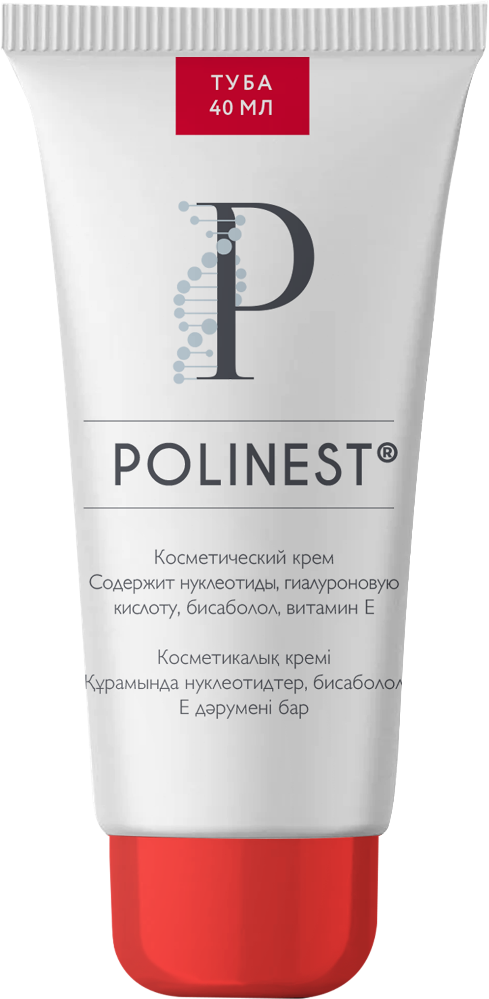 ТУБА
40 МЛ
P
POLINEST®
Косметический крем
Содержит нуклеотиды, гиалуроновую
кислоту, бисаболол, витамин Е
Косметикалық кремі
Құрамында нуклеотидтер, бисаболол
Е дәрумені бар